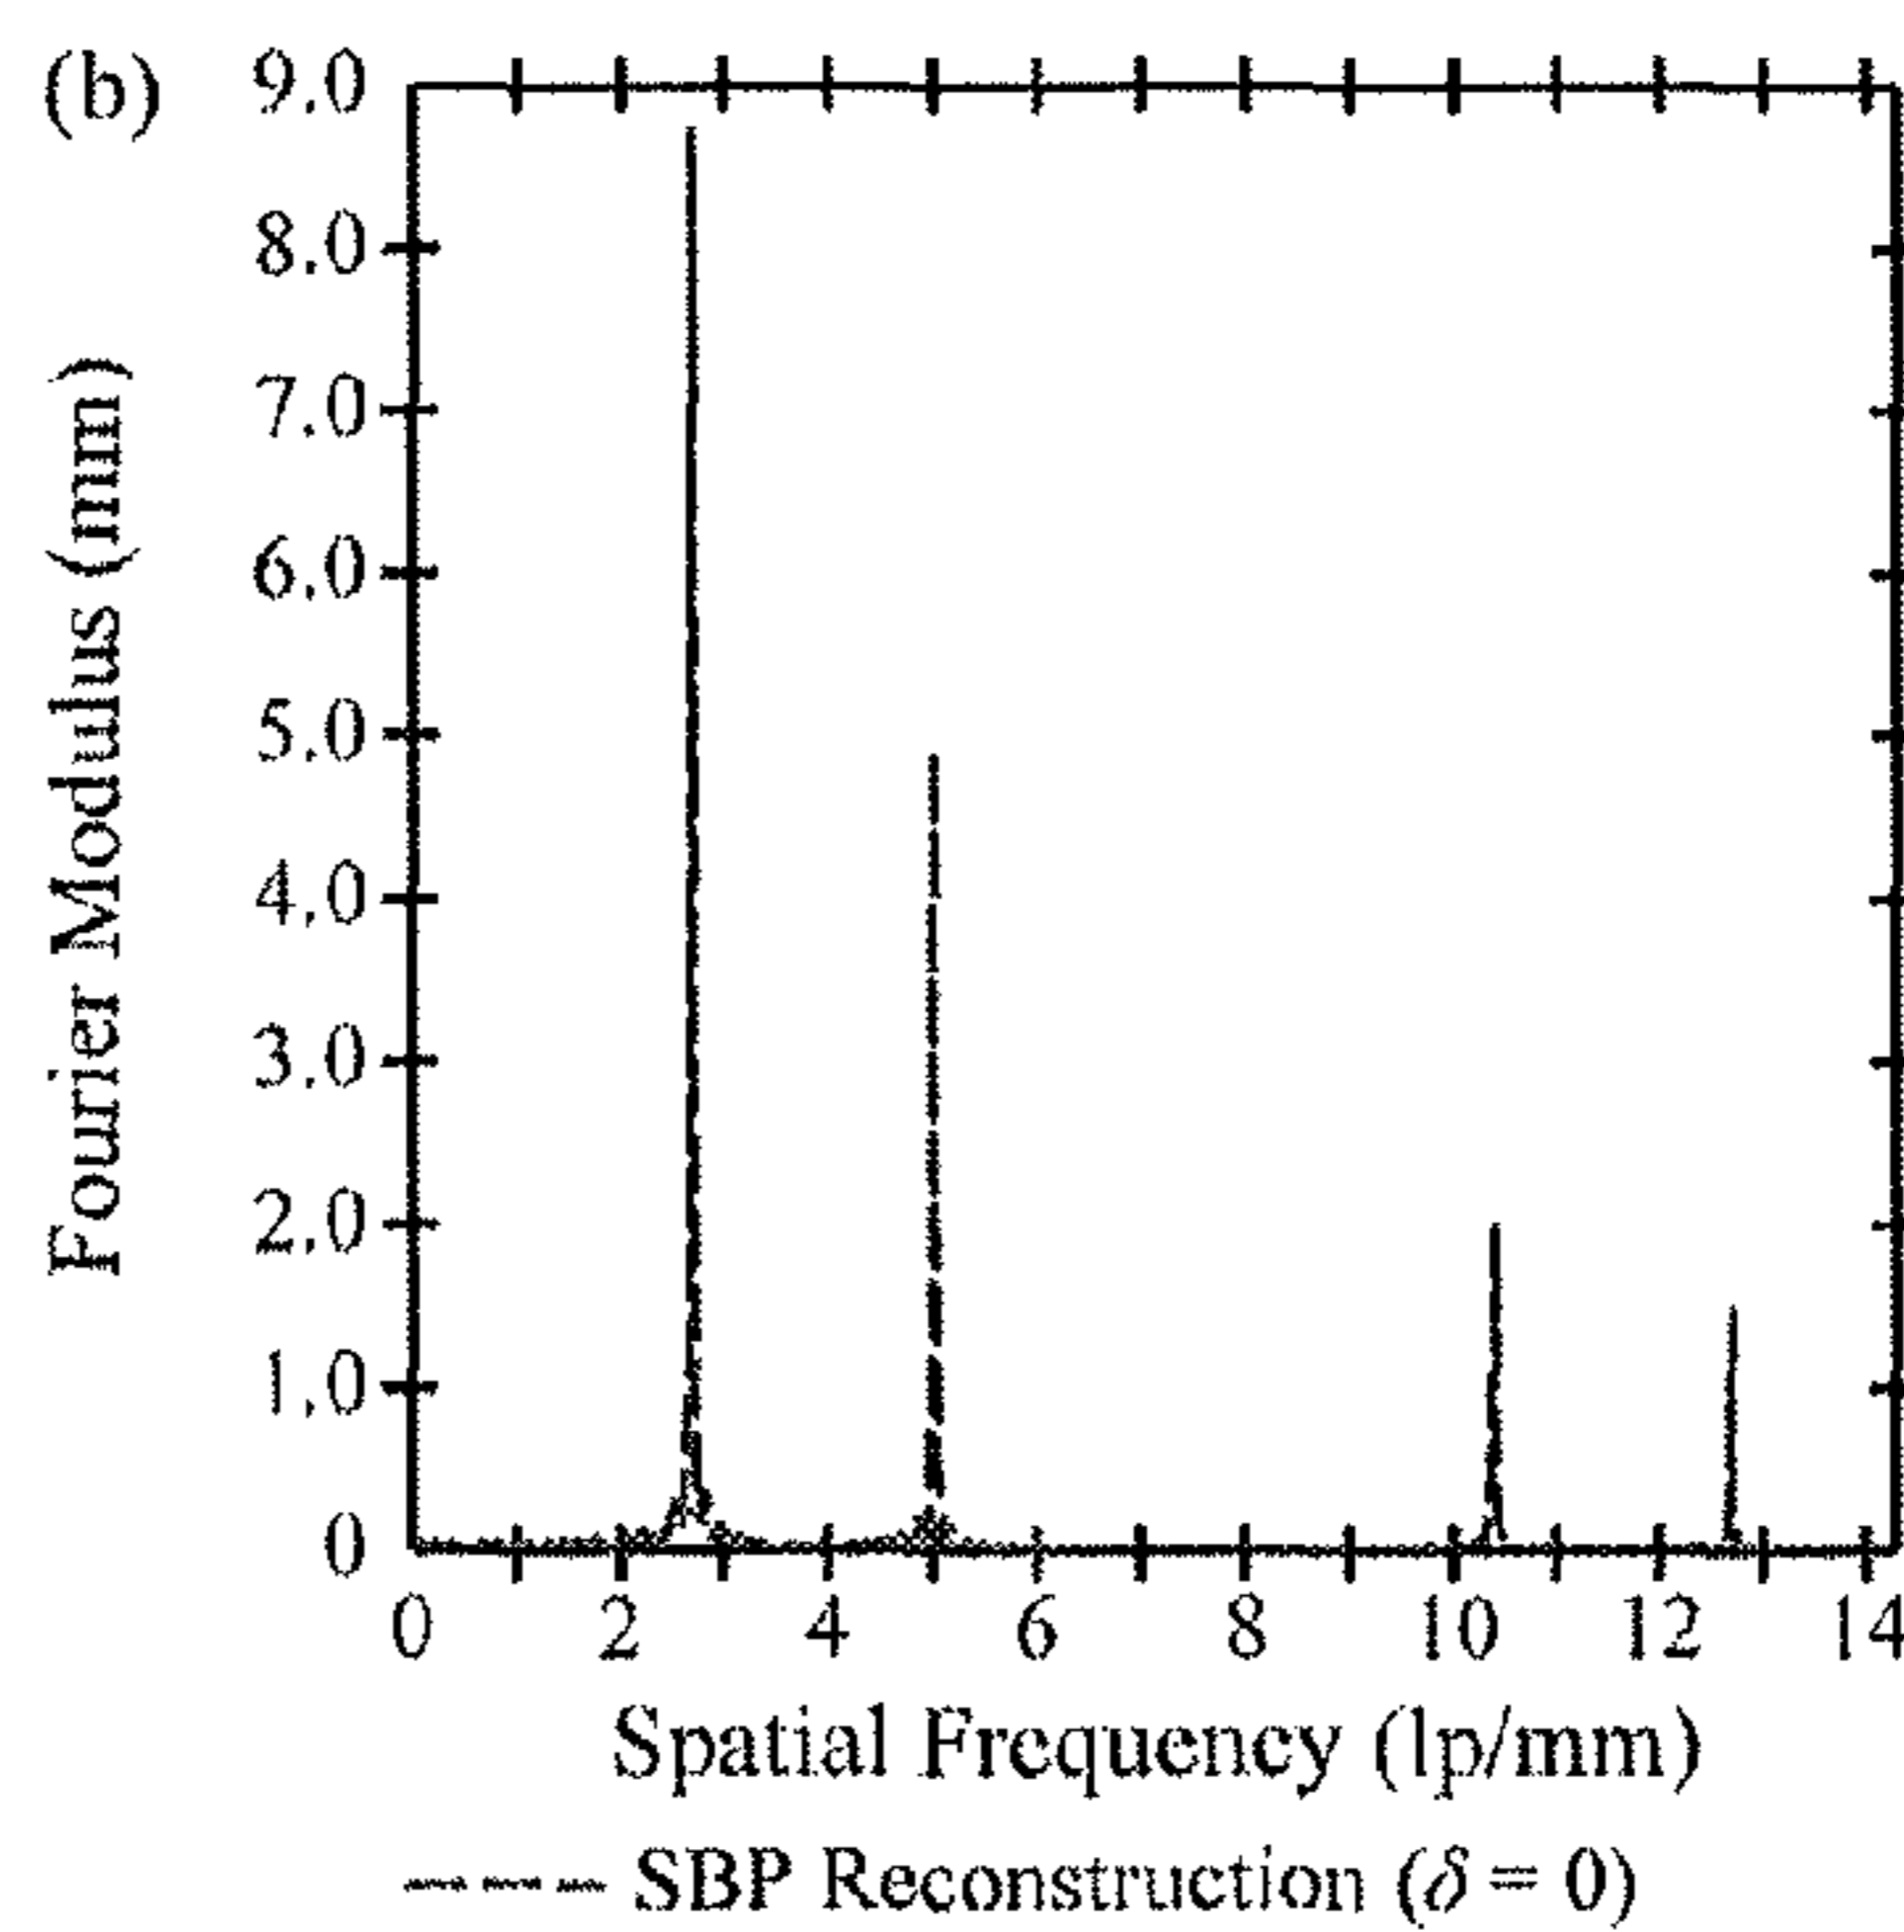 (b)
9.0
8.0
7.0
6.0
5.0
4.0
3.0
2.0
1.0
0
Fourier Modulus (mm)
0 2 4 6 8 10 12 14
Spatial Frequency (lp/mm)
SBP Reconstruction (δ = 0)